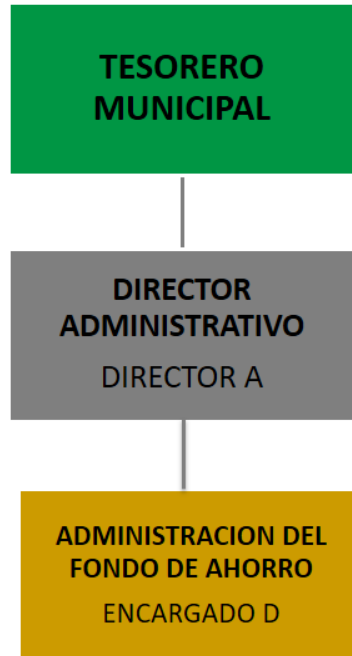 TESORERO
MUNICIPAL
DIRECTOR
ADMINISTRATIVO
DIRECTOR A
ADMINISTRACION DEL
FONDO DE AHORRO
ENCARGADO D